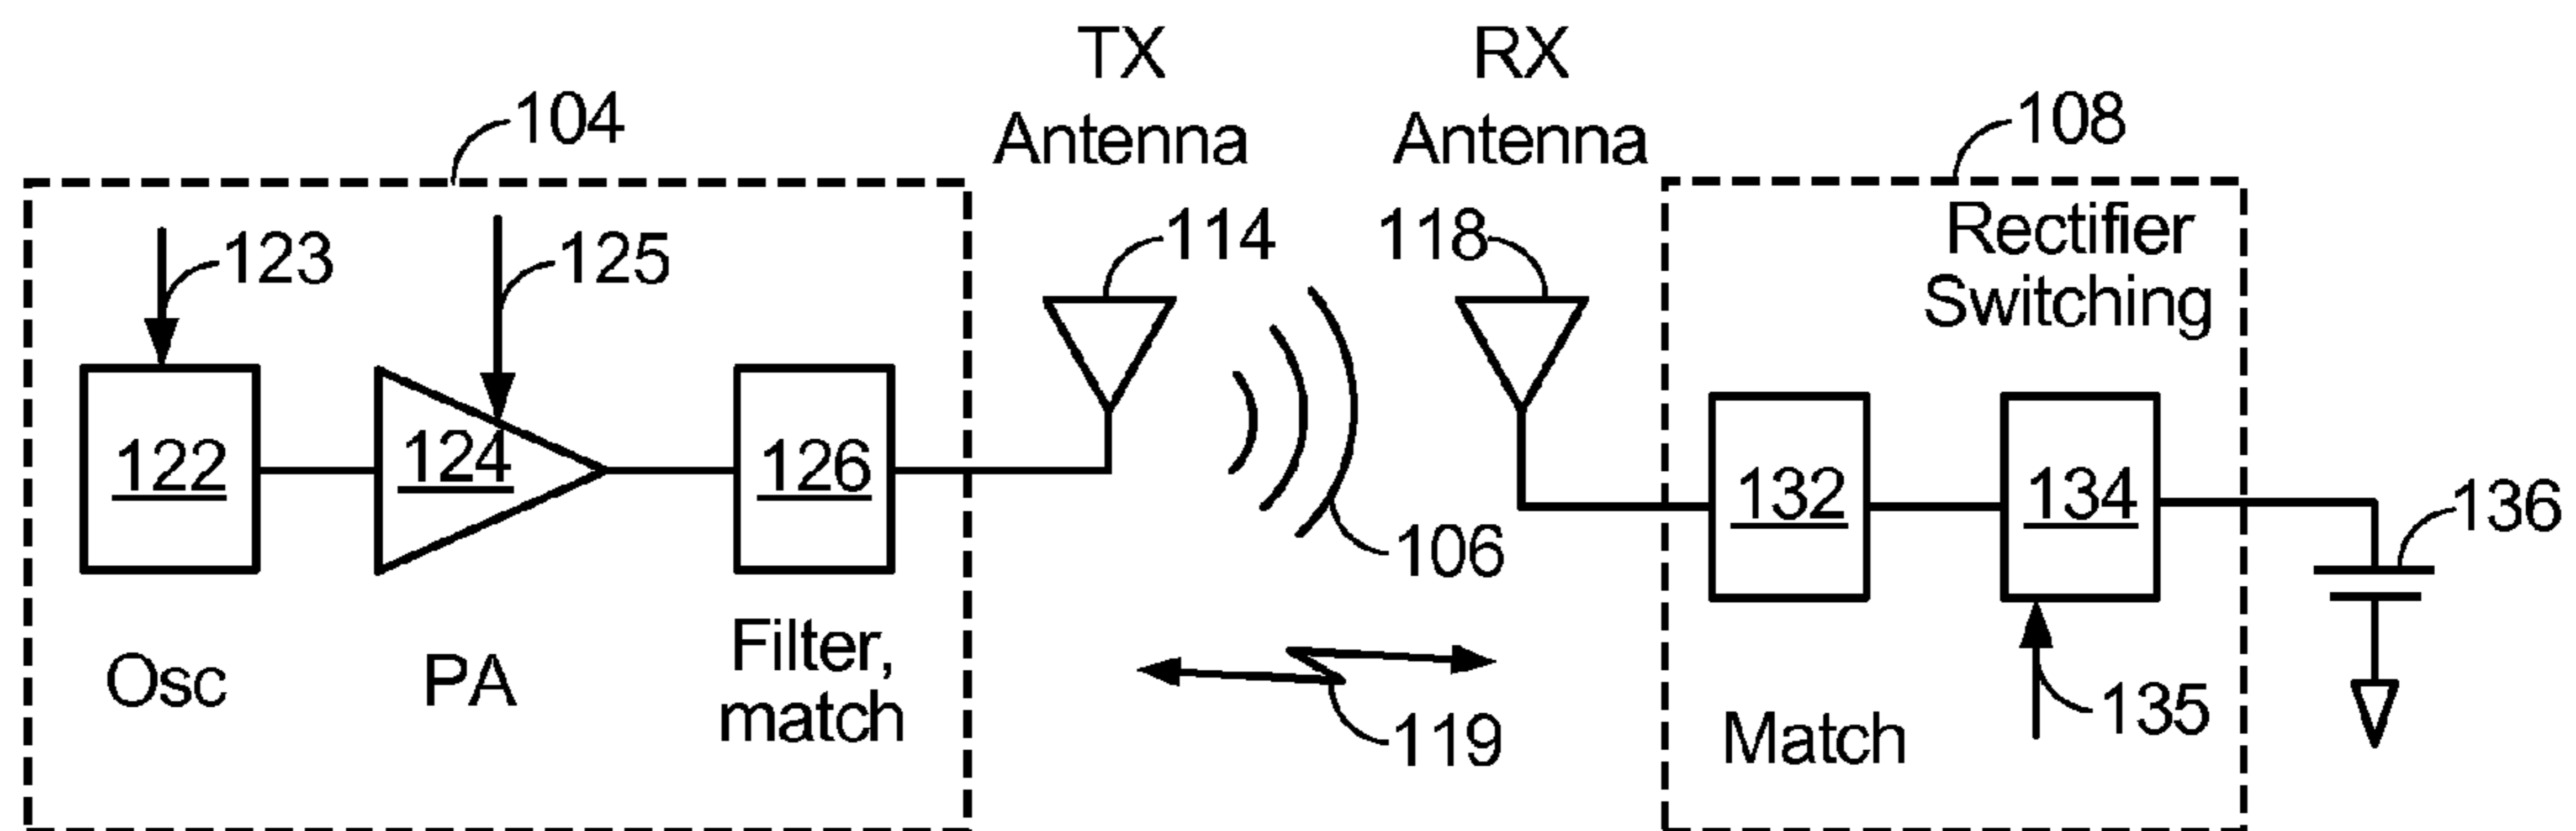 TX
Antenna
RX
Antenna
104
108
123
125
114
118
Rectifier
Switching
122
124
126
132
134
136
106
Osc
PA
Filter,
match
119
Match
135